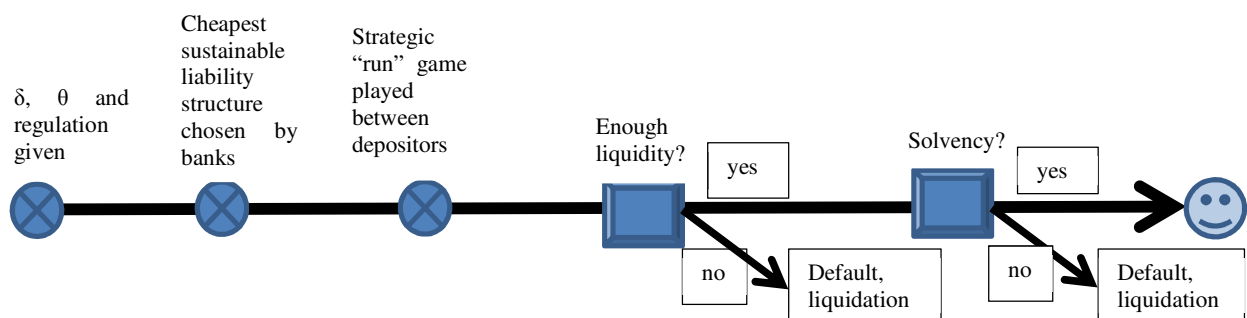 δ, θ and
regulation
given
Cheapest
sustainable
liability
structure
chosen by
banks
Strategic
“run” game
played
between
depositors
Enough
liquidity?
yes
no
Default,
liquidation
Solvency?
yes
no
Default,
liquidation